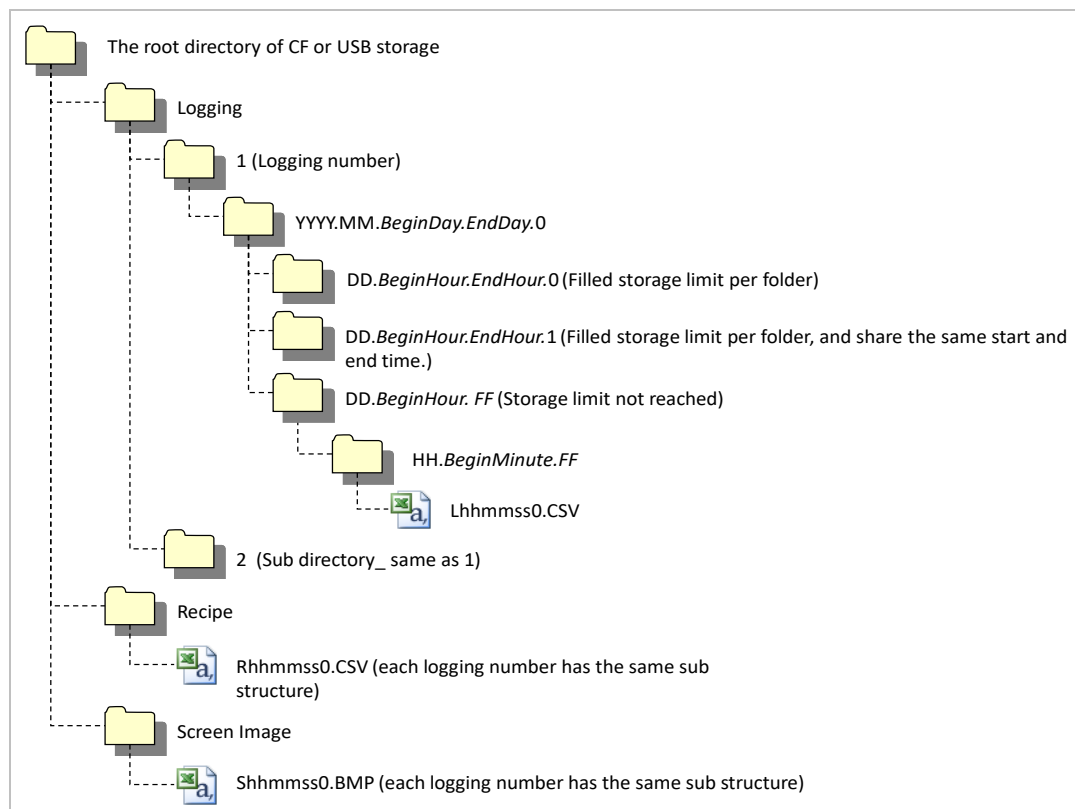 The root directory of CF or USB storage
Logging
1 (Logging number)
YYYY.MM.BeginDay.EndDay.0
DD.BeginHour.EndHour.0 (Filled storage limit per folder)
DD.BeginHour.EndHour.1 (Filled storage limit per folder, and share the same start and
end time.)
DD.BeginHour. FF (Storage limit not reached)
HH.BeginMinute.FF
Lhhmmss0.CSV
2 (Sub directory_ same as 1)
Recipe
Rhhmmss0.CSV (each logging number has the same sub
structure)
Screen Image
Shhmmss0.BMP (each logging number has the same sub structure)